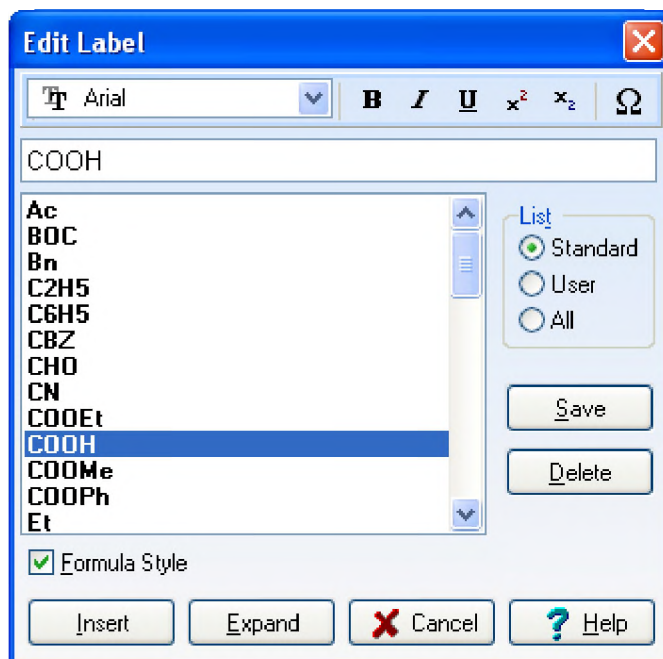 Edit Label
Arial B I U x² x₂ Ω
COOH
Ac
BOC
Bn
C2H5
C6H5
CBZ
CHO
CN
COOEt
COOH
COOMe
COOPh
Et
List
Standard
User
All
Save
Delete
Formula Style
Insert Expand Cancel ? Help